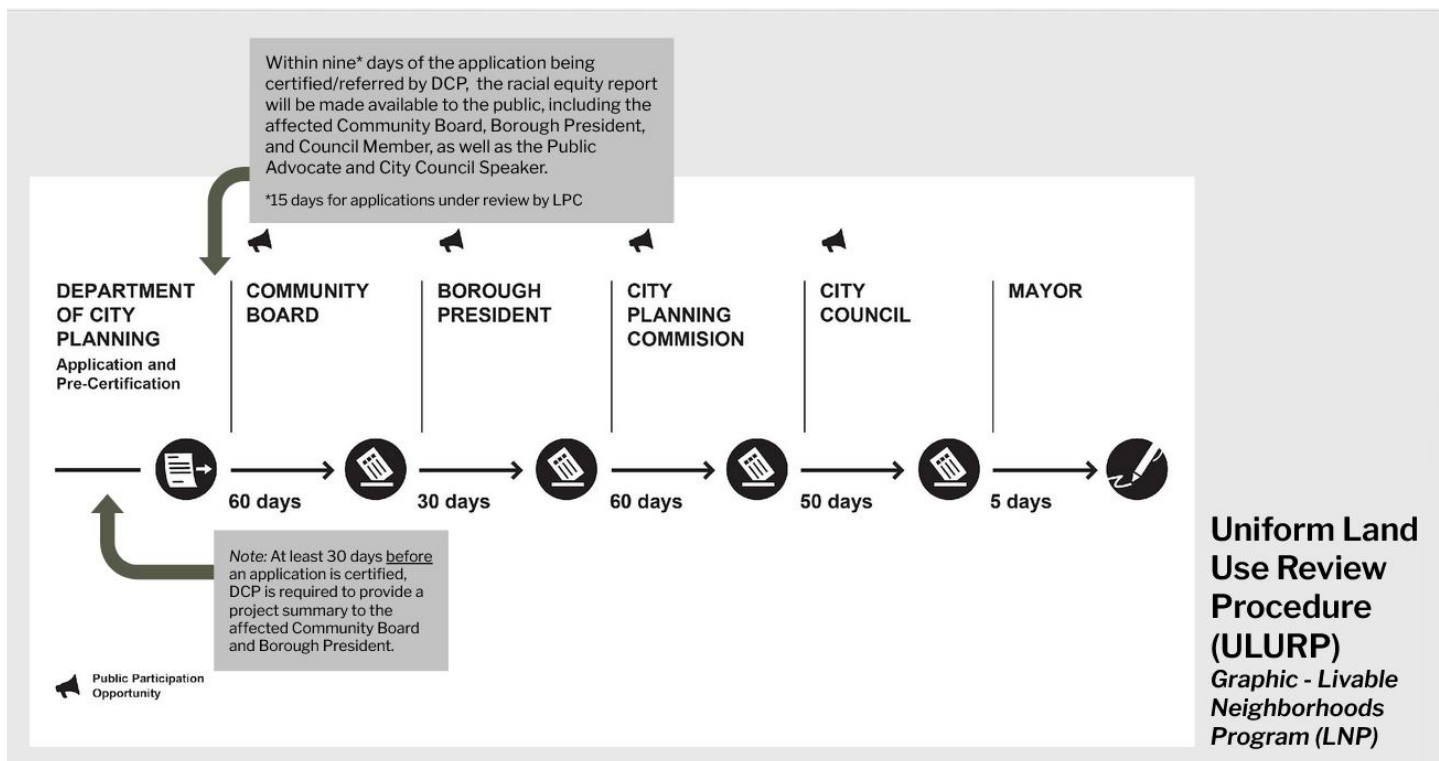 Within nine* days of the application being
certified/referred by DCP, the racial equity report
will be made available to the public, including the
affected Community Board, Borough President,
and Council Member, as well as the Public
Advocate and City Council Speaker.
*15 days for applications under review by LPC
DEPARTMENT
OF CITY
PLANNING
Application and
Pre-Certification
COMMUNITY
BOARD
BOROUGH
PRESIDENT
CITY
PLANNING
COMMISION
CITY
COUNCIL
MAYOR
60 days
30 days
60 days
50 days
5 days
Note: At least 30 days before
an application is certified,
DCP is required to provide a
project summary to the
affected Community Board
and Borough President.
Public Participation
Opportunity
Uniform Land
Use Review
Procedure
(ULURP)
Graphic - Livable
Neighborhoods
Program (LNP)